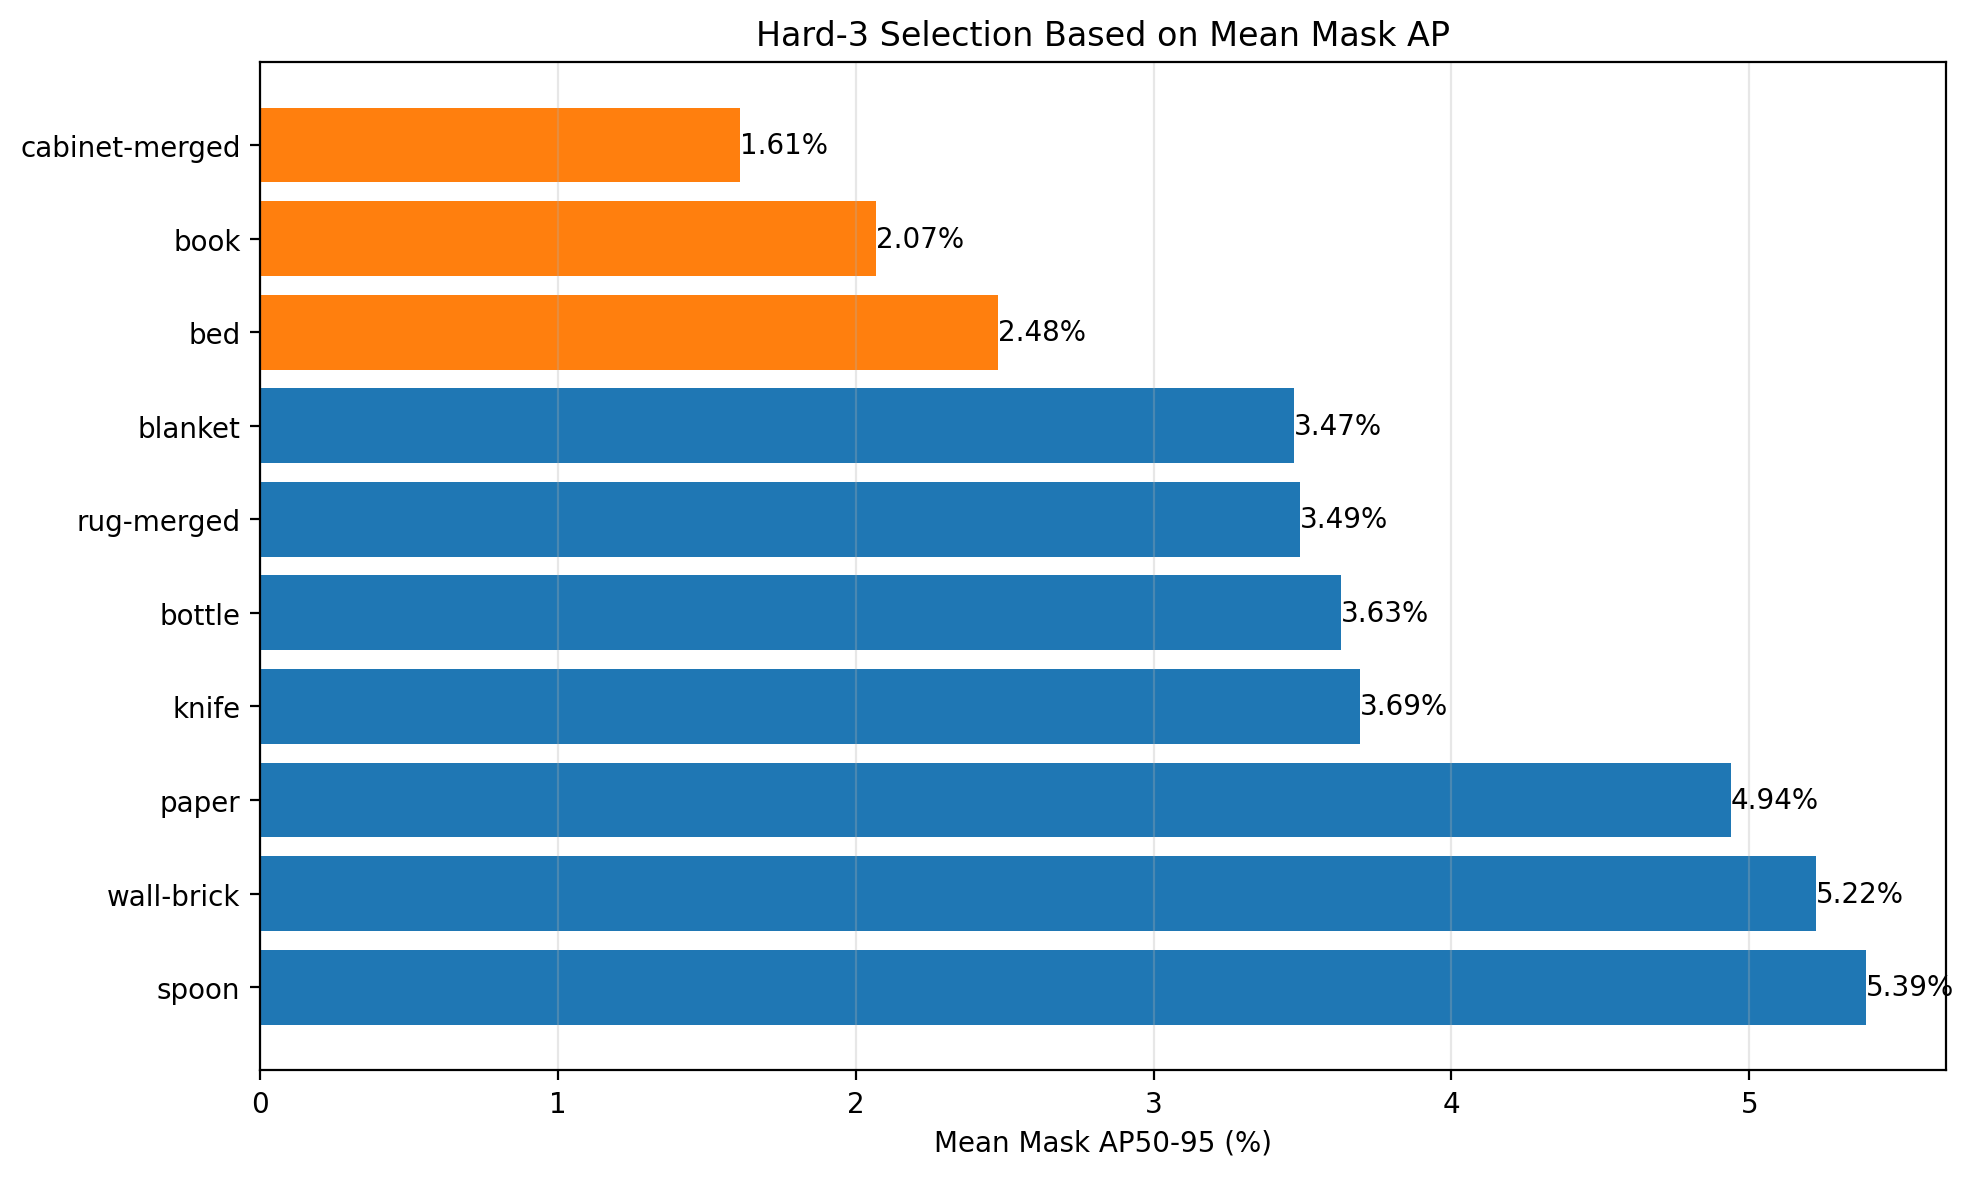 Hard-3 Selection Based on Mean Mask AP
cabinet-merged 1.61%
book 2.07%
bed 2.48%
blanket 3.47%
rug-merged 3.49%
bottle 3.63%
knife 3.69%
paper 4.94%
wall-brick 5.22%
spoon 5.39%
0 1 2 3 4 5
Mean Mask AP50-95 (%)